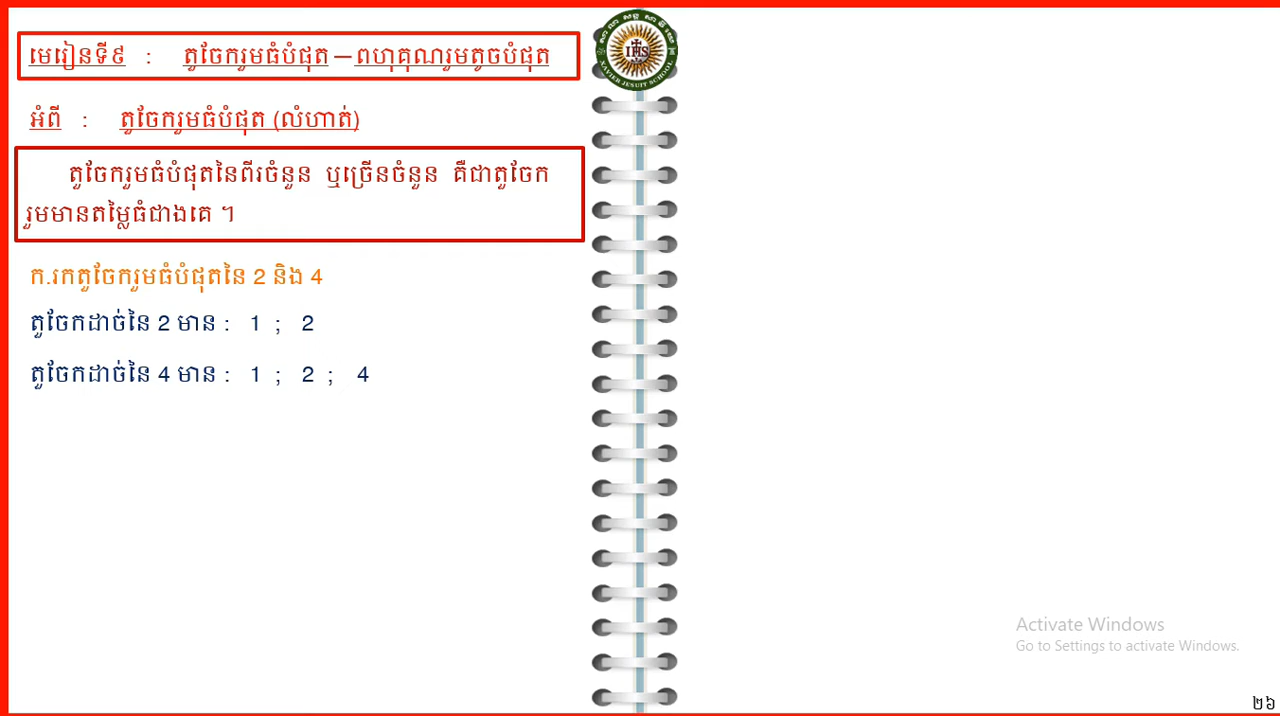 មេរៀនទី៩ : តួចែករួមធំបំផុត – ពហុគុណរួមតូចបំផុត
អំពី : តួចែករួមធំបំផុត (លំហាត់)
តួចែករួមធំបំផុតនៃពីរចំនួន ឬច្រើនចំនួន គឺជាតួចែក
រួមមានតម្លៃធំជាងគេ ។
ក.រកតួចែករួមធំបំផុតនៃ 2 និង 4
តួចែកដាច់នៃ 2 មាន : 1 ; 2
តួចែកដាច់នៃ 4 មាន : 1 ; 2 ; 4
IHS
XAVIER JESUIT SCHOOL
Activate Windows
Go to Settings to activate Windows.
២៦